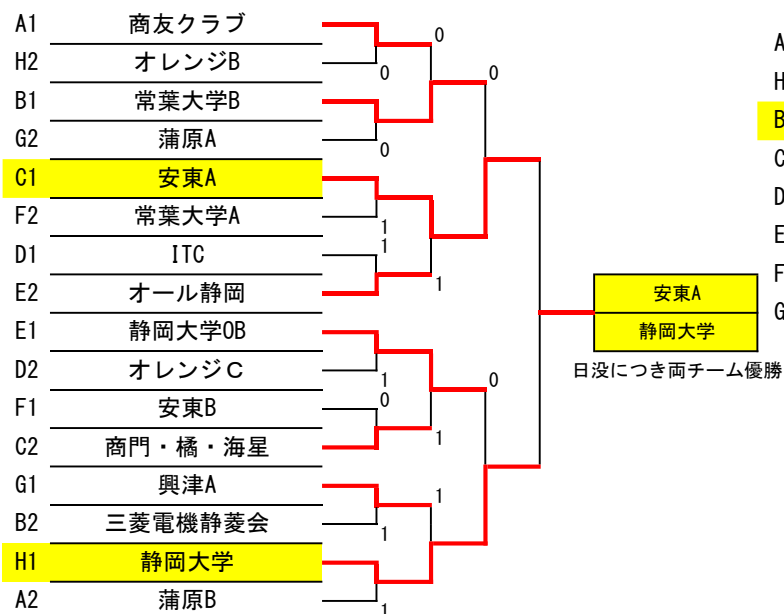 A1 商友クラブ
0
H2 オレンジB
0
0
B1 常葉大学B
G2 蒲原A
0
C1 安東A
F2 常葉大学A
1
D1 ITC
1
E2 オール静岡
1
E1 静岡大学OB
D2 オレンジC
1
0
F1 安東B
0
C2 商門・橘・海星
1
G1 興津A
1
B2 三菱電機静菱会
1
H1 静岡大学
A2 蒲原B
1
安東A
静岡大学
日没につき両チーム優勝
A
H
B
C
D
E
F
G